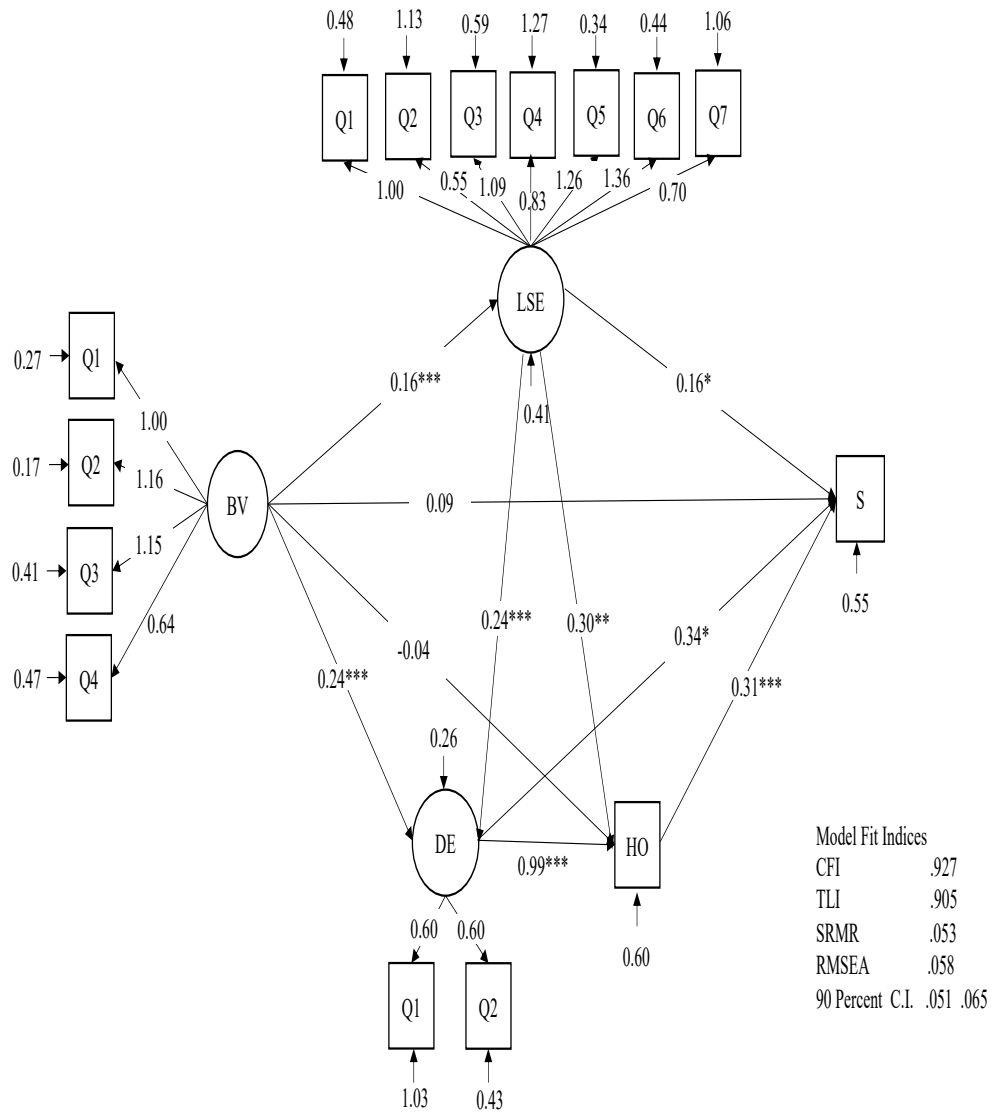 0.48 1.13 0.59 1.27 0.34 0.44 1.06
Q1 Q2 Q3 Q4 Q5 Q6 Q7
1.00 0.55 1.09 0.83 1.26 1.36 0.70
LSE
0.41
0.27 Q1
0.17 Q2
0.41 Q3
0.47 Q4
1.00
1.16
1.15
0.64
BV
0.16***
0.16*
0.09
S
0.55
0.24***
-0.04
0.24***
0.30**
0.34*
0.31***
0.26
DE
0.99***
HO
0.60
0.60 0.60
Q1 Q2
1.03 0.43
Model Fit Indices
CFI .927
TLI .905
SRMR .053
RMSEA .058
90 Percent C.I. .051 .065